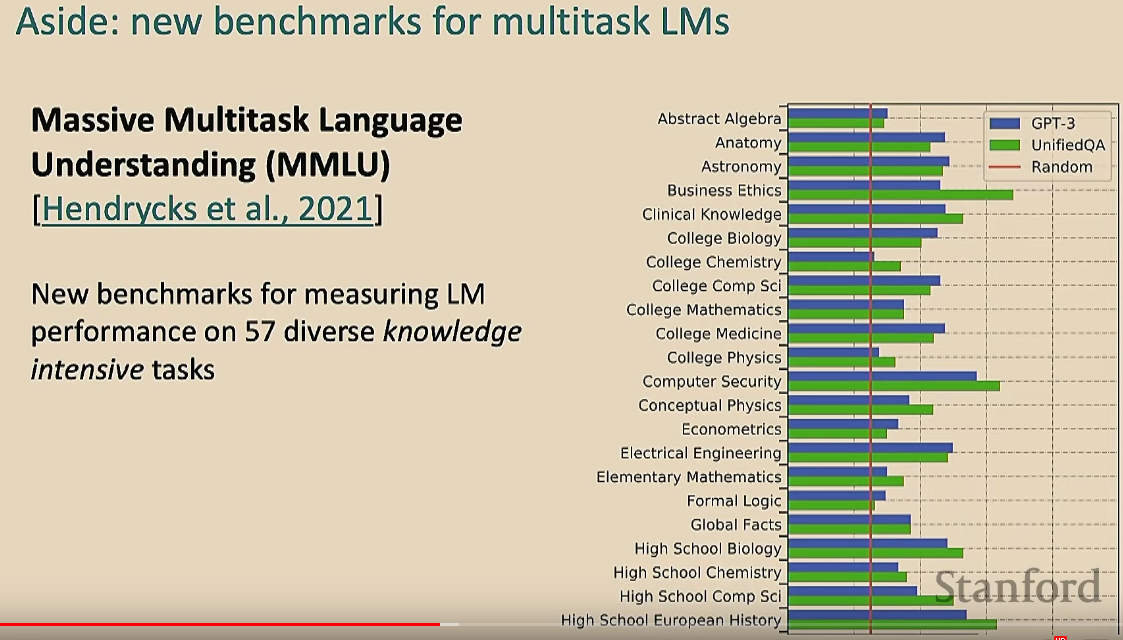 Aside: new benchmarks for multitask LMs
Massive Multitask Language
Understanding (MMLU)
[Hendrycks et al., 2021]
New benchmarks for measuring LM
performance on 57 diverse knowledge
intensive tasks
Abstract Algebra
Anatomy
Astronomy
Business Ethics
Clinical Knowledge
College Biology
College Chemistry
College Comp Sci
College Mathematics
College Medicine
College Physics
Computer Security
Conceptual Physics
Econometrics
Electrical Engineering
Elementary Mathematics
Formal Logic
Global Facts
High School Biology
High School Chemistry
High School Comp Sci
High School European History
GPT-3
UnifiedQA
Random
Stanford